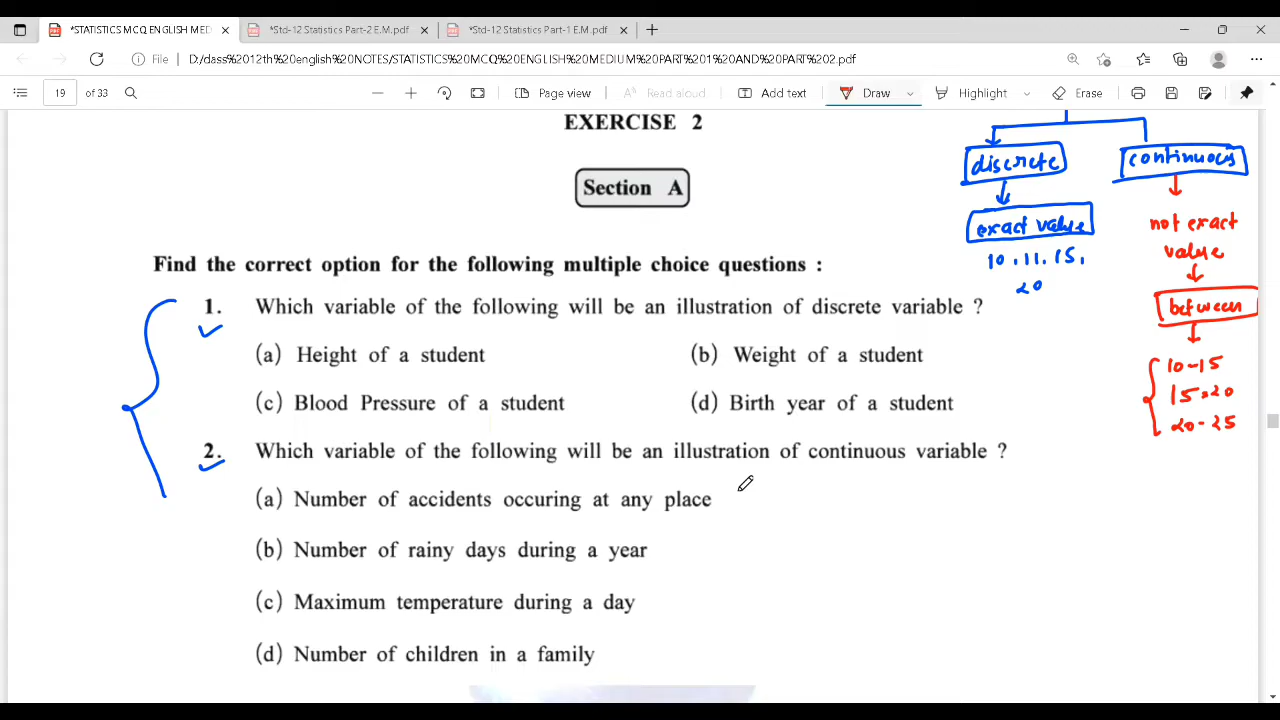 *STATISTICS MCQ ENGLISH MED
*Std-12 Statistics Part-2 E.M.pdf
*Std-12 Statistics Part-1 E.M.pdf
File
D:/dass%2012th%20english%20NOTES/STATISTICS%20MCQ%20ENGLISH%20MEDIUM%20PART%201%20AND%20PART%202.pdf
19 of 33
Page view
Read aloud
Add text
Draw
Highlight
Erase
EXERCISE 2
Section A
discrete
continuous
exact value
10, 11, 15,
20
not exact
value
between
10-15
15-20
20-25
Find the correct option for the following multiple choice questions :
1. Which variable of the following will be an illustration of discrete variable ?
(a) Height of a student (b) Weight of a student
(c) Blood Pressure of a student (d) Birth year of a student
2. Which variable of the following will be an illustration of continuous variable ?
(a) Number of accidents occuring at any place
(b) Number of rainy days during a year
(c) Maximum temperature during a day
(d) Number of children in a family